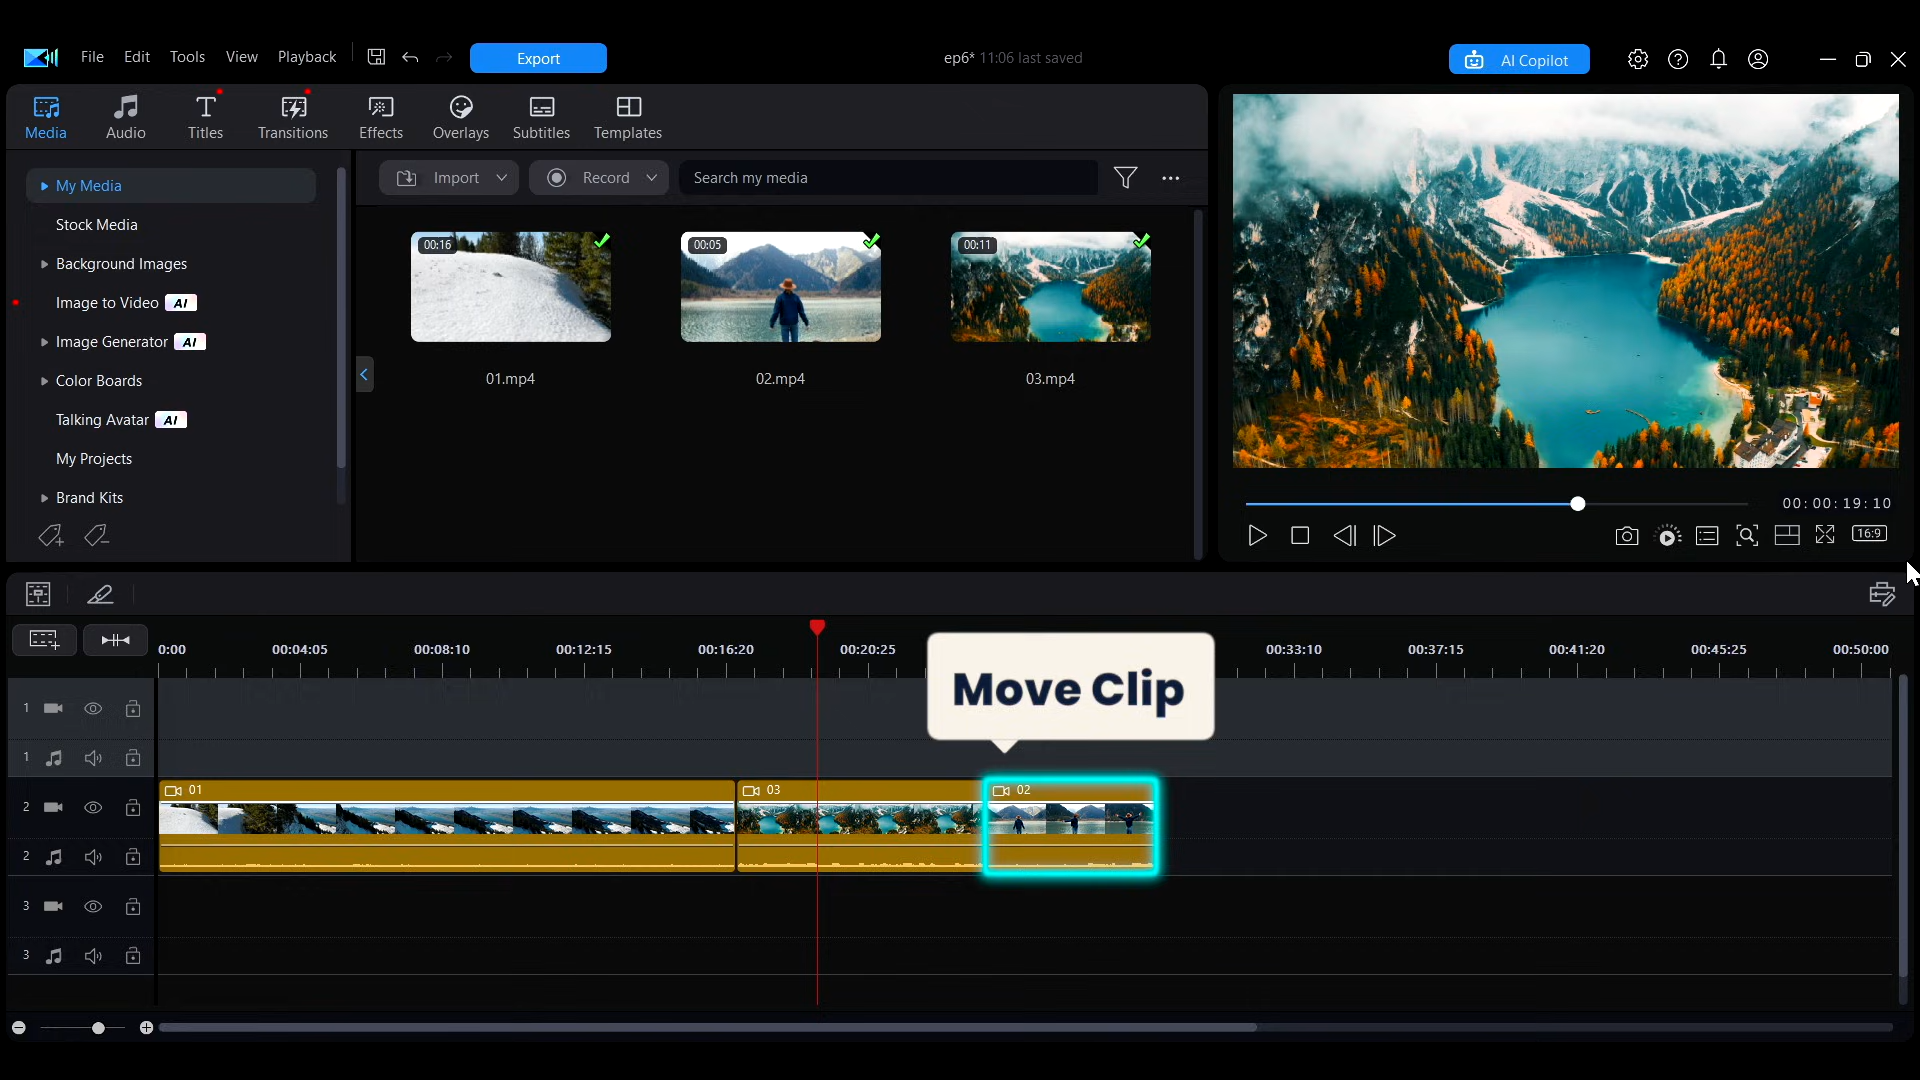 File Edit Tools View Playback Export ep6* 11:06 last saved AI Copilot
Media Audio Titles Transitions Effects Overlays Subtitles Templates
My Media
Stock Media
Background Images
Image to Video AI
Image Generator AI
Color Boards
Talking Avatar AI
My Projects
Brand Kits
Import Record Search my media
00:16 00:05 00:11
01.mp4 02.mp4 03.mp4
00:00:19:10
16:9
0:00 00:04:05 00:08:10 00:12:15 00:16:20 00:20:25 00:33:10 00:37:15 00:41:20 00:45:25 00:50:00
Move Clip
1
1
01 03 02
2
2
3
3